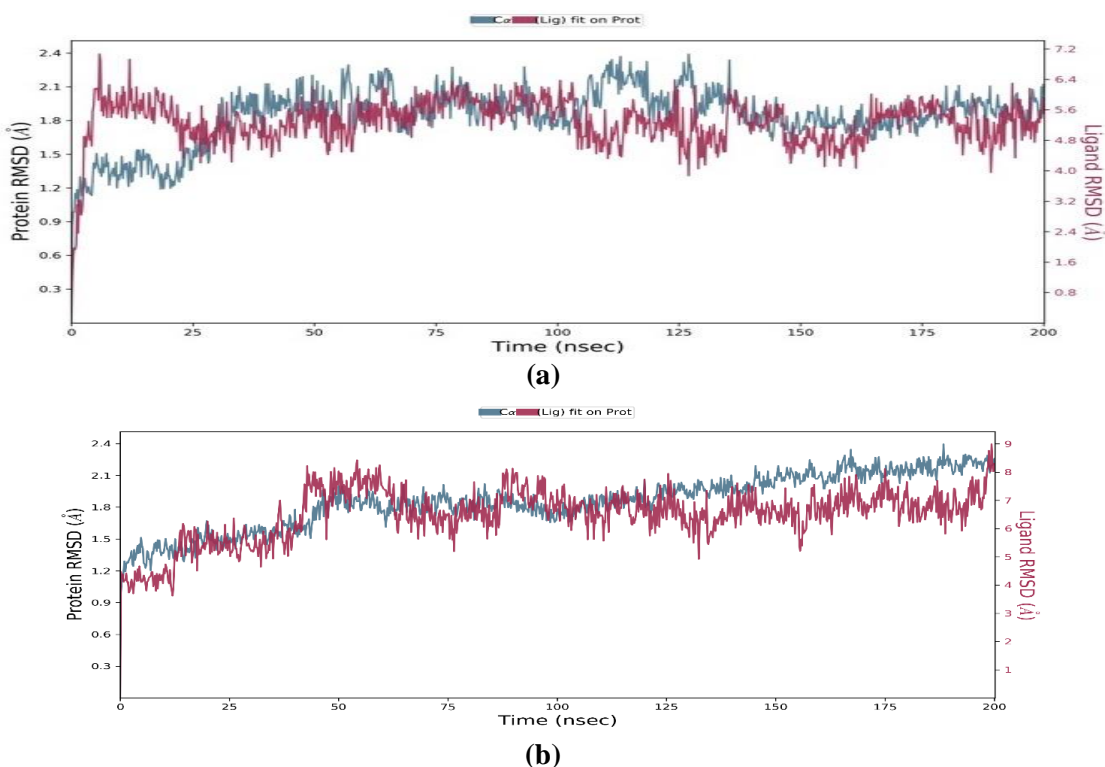 Cα (Lig) fit on Prot
2.4
2.1
1.8
1.5
1.2
0.9
0.6
0.3
Protein RMSD (Å)
7.2
6.4
5.6
4.8
4.0
3.2
2.4
1.6
0.8
Ligand RMSD (Å)
0 25 50 75 100 125 150 175 200
Time (nsec)
(a)
Cα (Lig) fit on Prot
2.4
2.1
1.8
1.5
1.2
0.9
0.6
0.3
Protein RMSD (Å)
9
8
7
6
5
4
3
2
1
Ligand RMSD (Å)
0 25 50 75 100 125 150 175 200
Time (nsec)
(b)